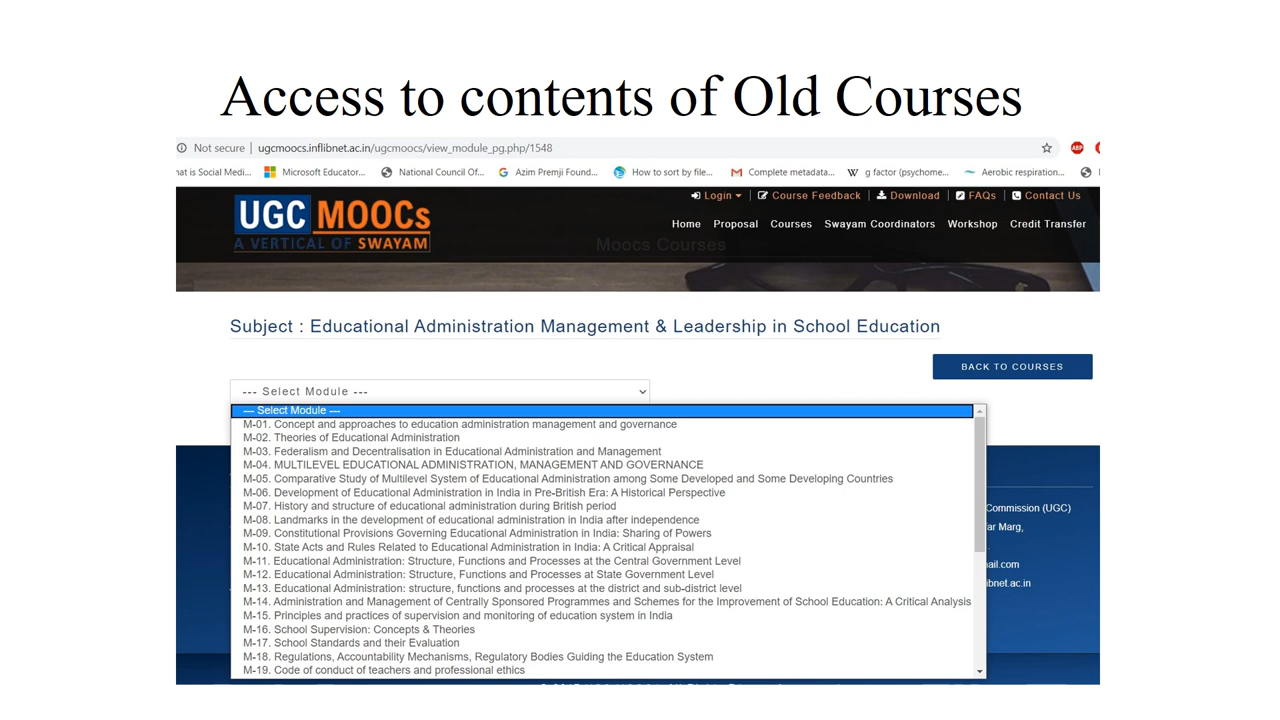 Access to contents of Old Courses
Not secure | ugcmoocs.inflibnet.ac.in/ugcmoocs/view_module_pg.php/1548
hat is Social Medi... Microsoft Educator... National Council Of... Azim Premji Found... How to sort by file... Complete metadata... g factor (psychome... Aerobic respiration...
Login Course Feedback Download FAQs Contact Us
UGC MOOCs
A VERTICAL OF SWAYAM
Home Proposal Courses Swayam Coordinators Workshop Credit Transfer
Moocs Courses
Subject : Educational Administration Management & Leadership in School Education
BACK TO COURSES
--- Select Module ---
--- Select Module ---
M-01. Concept and approaches to education administration management and governance
M-02. Theories of Educational Administration
M-03. Federalism and Decentralisation in Educational Administration and Management
M-04. MULTILEVEL EDUCATIONAL ADMINISTRATION, MANAGEMENT AND GOVERNANCE
M-05. Comparative Study of Multilevel System of Educational Administration among Some Developed and Some Developing Countries
M-06. Development of Educational Administration in India in Pre-British Era: A Historical Perspective
M-07. History and structure of educational administration during British period
M-08. Landmarks in the development of educational administration in India after independence
M-09. Constitutional Provisions Governing Educational Administration in India: Sharing of Powers
M-10. State Acts and Rules Related to Educational Administration in India: A Critical Appraisal
M-11. Educational Administration: Structure, Functions and Processes at the Central Government Level
M-12. Educational Administration: Structure, Functions and Processes at State Government Level
M-13. Educational Administration: structure, functions and processes at the district and sub-district level
M-14. Administration and Management of Centrally Sponsored Programmes and Schemes for the Improvement of School Education: A Critical Analysis
M-15. Principles and practices of supervision and monitoring of education system in India
M-16. School Supervision: Concepts & Theories
M-17. School Standards and their Evaluation
M-18. Regulations, Accountability Mechanisms, Regulatory Bodies Guiding the Education System
M-19. Code of conduct of teachers and professional ethics
Commission (UGC)
far Marg,
ail.com
libnet.ac.in